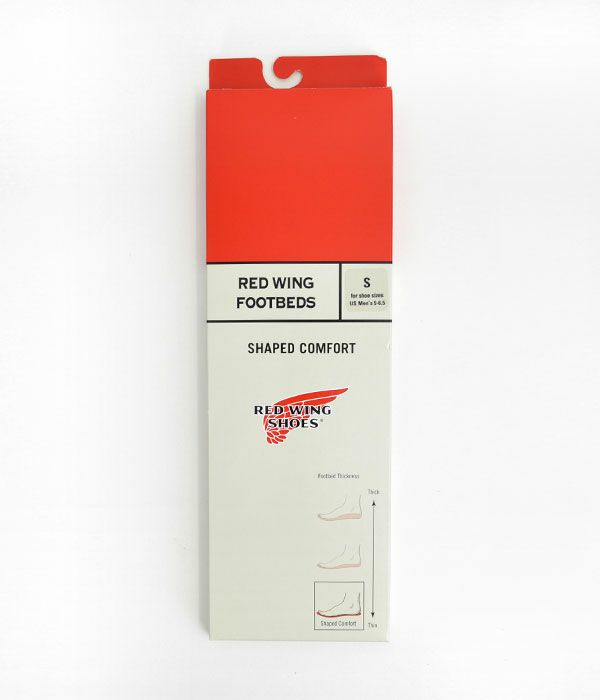 RED WING
FOOTBEDS
S
for shoe sizes
US Men's 5-6.5
SHAPED COMFORT
RED WING
SHOES®
Footbed Thickness
Thick
Shaped Comfort
Thin